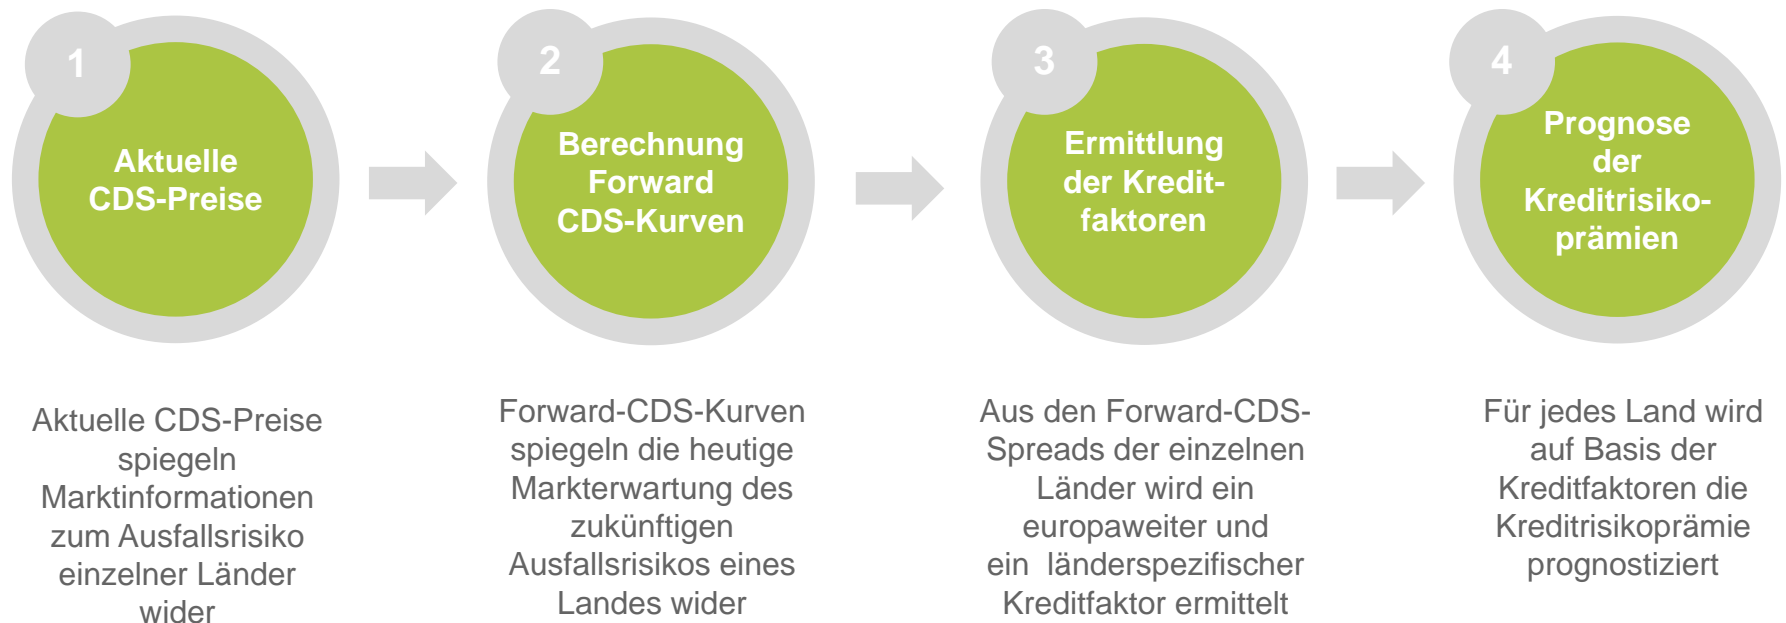 1
Aktuelle
CDS-Preise
2
Berechnung
Forward
CDS-Kurven
3
Ermittlung
der Kredit-
faktoren
4
Prognose
der
Kreditrisiko-
prämien
Aktuelle CDS-Preise
spiegeln
Marktinformationen
zum Ausfallsrisiko
einzelner Länder
wider
Forward-CDS-Kurven
spiegeln die heutige
Markterwartung des
zukünftigen
Ausfallsrisikos eines
Landes wider
Aus den Forward-CDS-
Spreads der einzelnen
Länder wird ein
europaweiter und
ein  länderspezifischer
Kreditfaktor ermittelt
Für jedes Land wird
auf Basis der
Kreditfaktoren die
Kreditrisikoprämie
prognostiziert